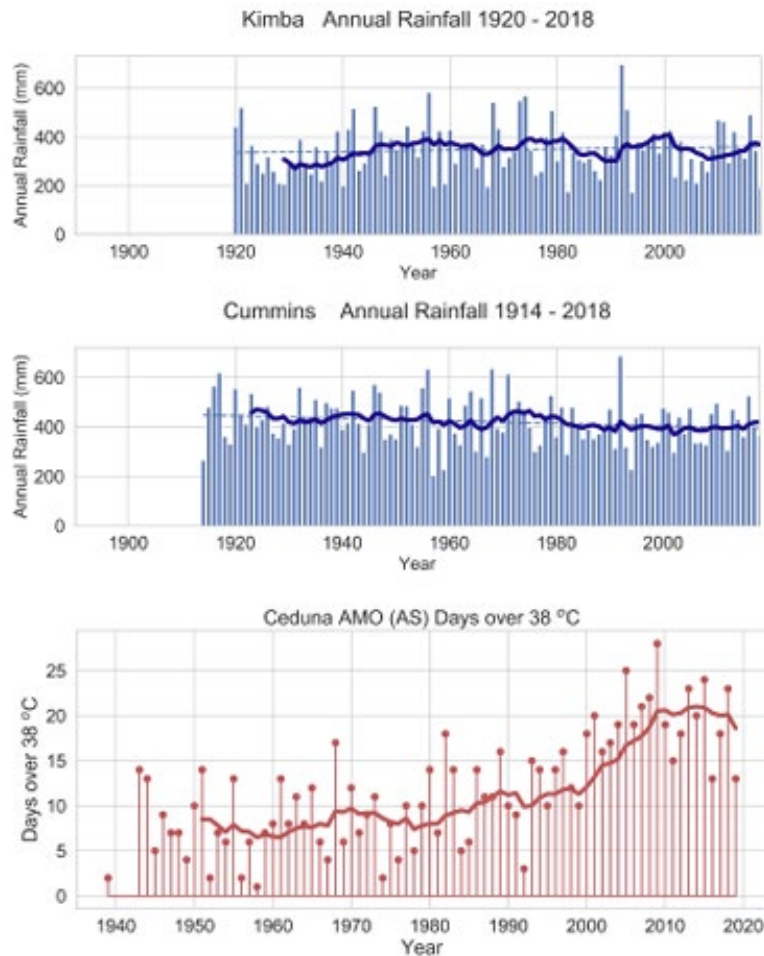 Kimba Annual Rainfall 1920 - 2018
Annual Rainfall (mm)
600
400
200
0
1900 1920 1940 1960 1980 2000
Year
Cummins Annual Rainfall 1914 - 2018
Annual Rainfall (mm)
600
400
200
0
1900 1920 1940 1960 1980 2000
Year
Ceduna AMO (AS) Days over 38 ºC
Days over 38 ºC
25
20
15
10
5
0
1940 1950 1960 1970 1980 1990 2000 2010 2020
Year